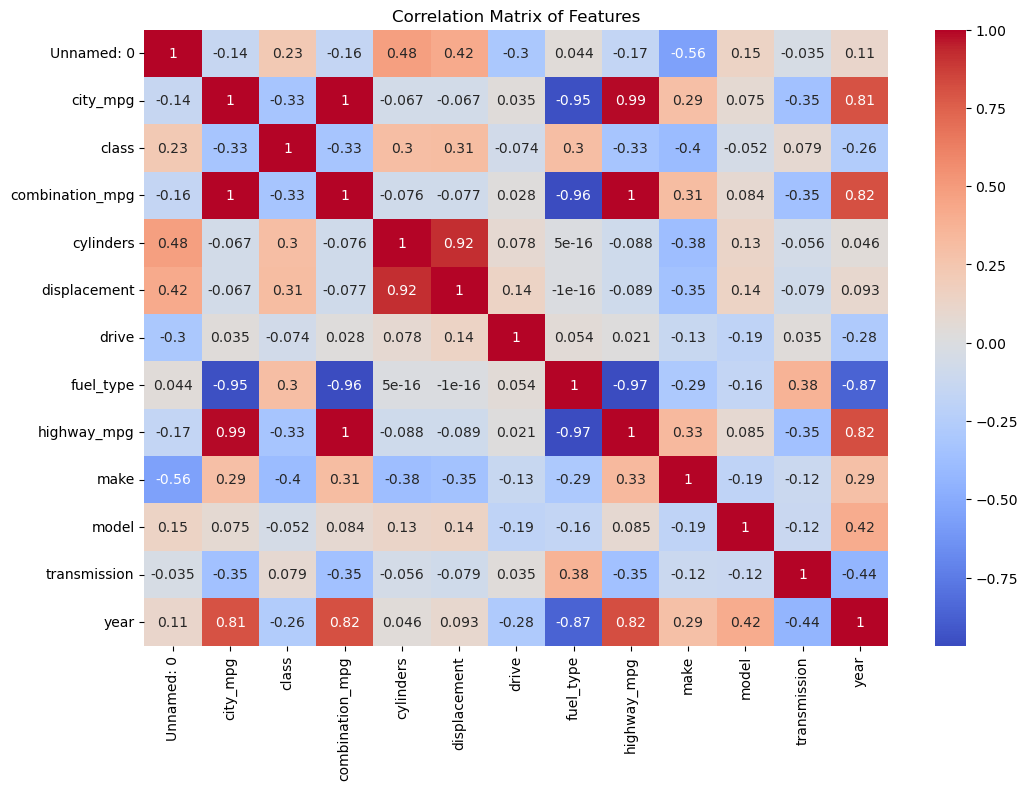 Correlation Matrix of Features
Unnamed: 0 1 -0.14 0.23 -0.16 0.48 0.42 -0.3 0.044 -0.17 -0.56 0.15 -0.035 0.11
city_mpg -0.14 1 -0.33 1 -0.067 -0.067 0.035 -0.95 0.99 0.29 0.075 -0.35 0.81
class 0.23 -0.33 1 -0.33 0.3 0.31 -0.074 0.3 -0.33 -0.4 -0.052 0.079 -0.26
combination_mpg -0.16 1 -0.33 1 -0.076 -0.077 0.028 -0.96 1 0.31 0.084 -0.35 0.82
cylinders 0.48 -0.067 0.3 -0.076 1 0.92 0.078 5e-16 -0.088 -0.38 0.13 -0.056 0.046
displacement 0.42 -0.067 0.31 -0.077 0.92 1 0.14 -1e-16 -0.089 -0.35 0.14 -0.079 0.093
drive -0.3 0.035 -0.074 0.028 0.078 0.14 1 0.054 0.021 -0.13 -0.19 0.035 -0.28
fuel_type 0.044 -0.95 0.3 -0.96 5e-16 -1e-16 0.054 1 -0.97 -0.29 -0.16 0.38 -0.87
highway_mpg -0.17 0.99 -0.33 1 -0.088 -0.089 0.021 -0.97 1 0.33 0.085 -0.35 0.82
make -0.56 0.29 -0.4 0.31 -0.38 -0.35 -0.13 -0.29 0.33 1 -0.19 -0.12 0.29
model 0.15 0.075 -0.052 0.084 0.13 0.14 -0.19 -0.16 0.085 -0.19 1 -0.12 0.42
transmission -0.035 -0.35 0.079 -0.35 -0.056 -0.079 0.035 0.38 -0.35 -0.12 -0.12 1 -0.44
year 0.11 0.81 -0.26 0.82 0.046 0.093 -0.28 -0.87 0.82 0.29 0.42 -0.44 1
Unnamed: 0
city_mpg
class
combination_mpg
cylinders
displacement
drive
fuel_type
highway_mpg
make
model
transmission
year
1.00
0.75
0.50
0.25
0.00
−0.25
−0.50
−0.75